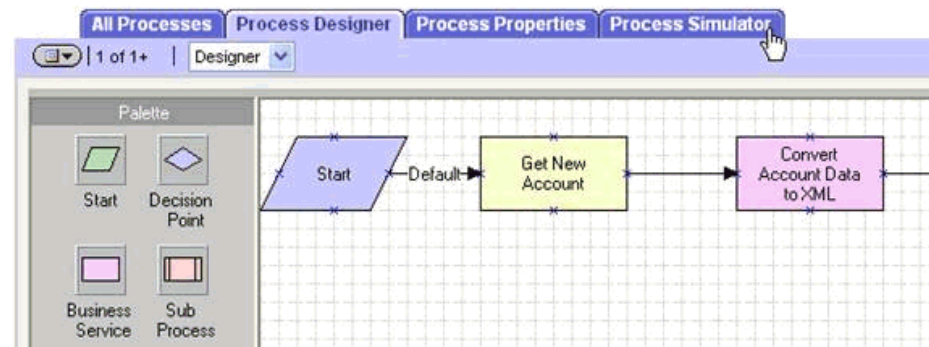 All Processes Process Designer Process Properties Process Simulator
1 of 1+ Designer
Palette
Start
Decision
Point
Business
Service
Sub
Process
Start
Default
Get New
Account
Convert
Account Data
to XML